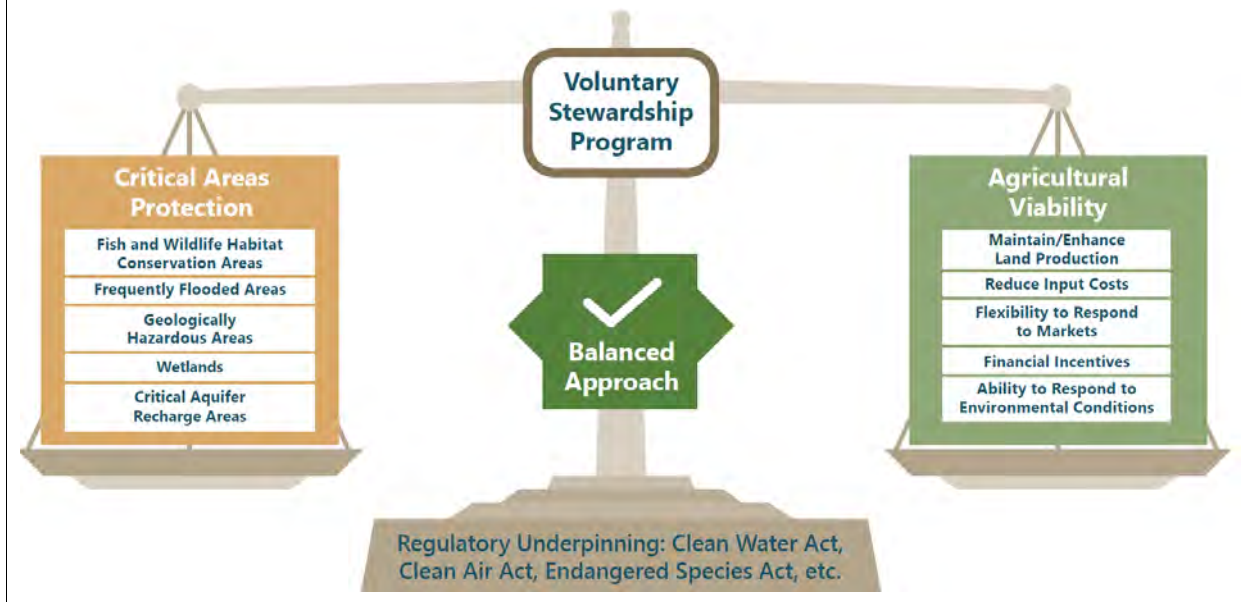 Voluntary
Stewardship
Program
Critical Areas
Protection
Fish and Wildlife Habitat
Conservation Areas
Frequently Flooded Areas
Geologically
Hazardous Areas
Wetlands
Critical Aquifer
Recharge Areas
Balanced
Approach
Agricultural
Viability
Maintain/Enhance
Land Production
Reduce Input Costs
Flexibility to Respond
to Markets
Financial Incentives
Ability to Respond to
Environmental Conditions
Regulatory Underpinning: Clean Water Act,
Clean Air Act, Endangered Species Act, etc.